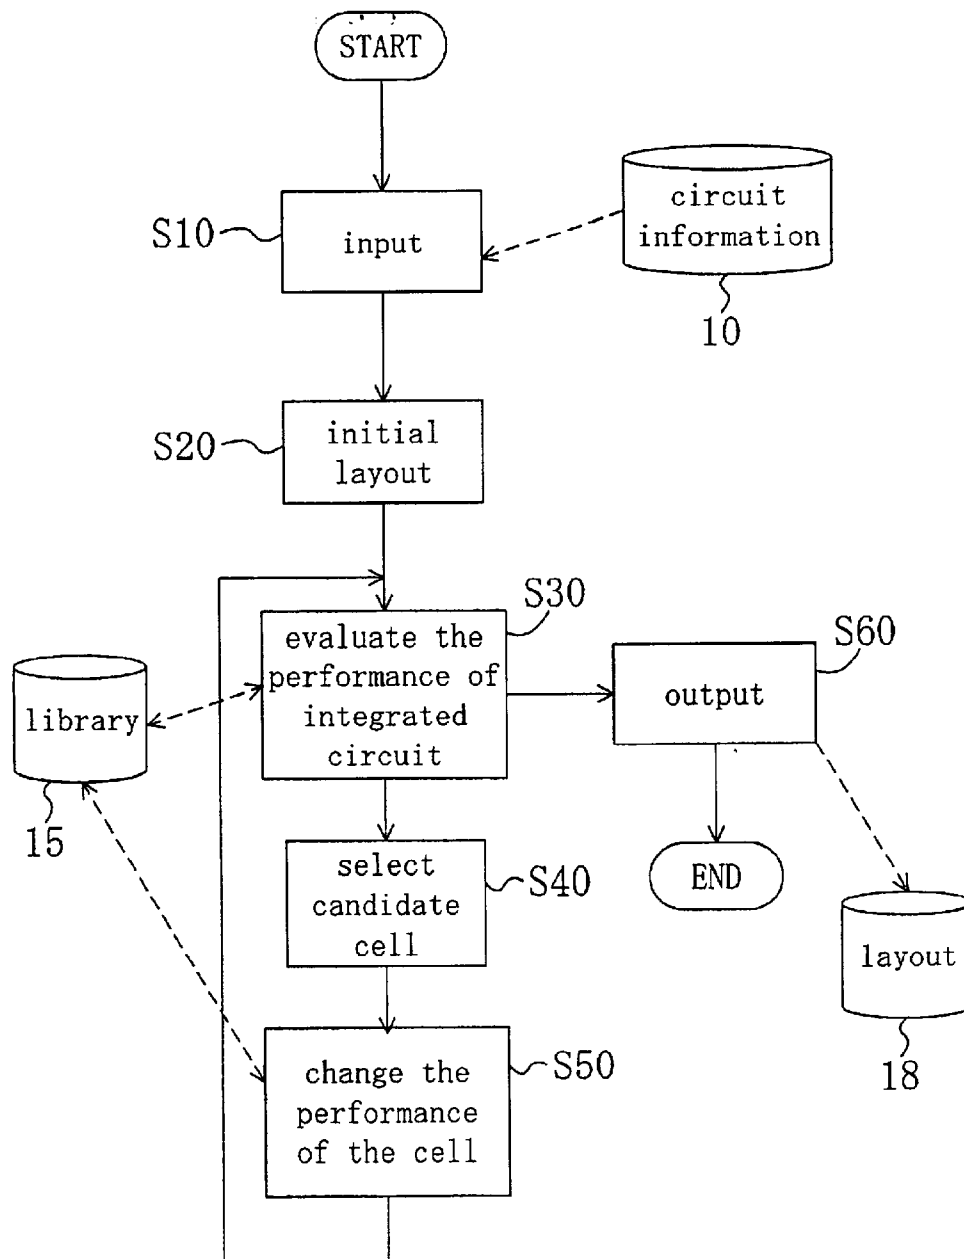 START
S10
input
circuit
information
10
S20
initial
layout
S30
evaluate the
performance of
integrated
circuit
S60
output
library
15
select
candidate
cell
S40
END
layout
18
change the
performance
of the cell
S50